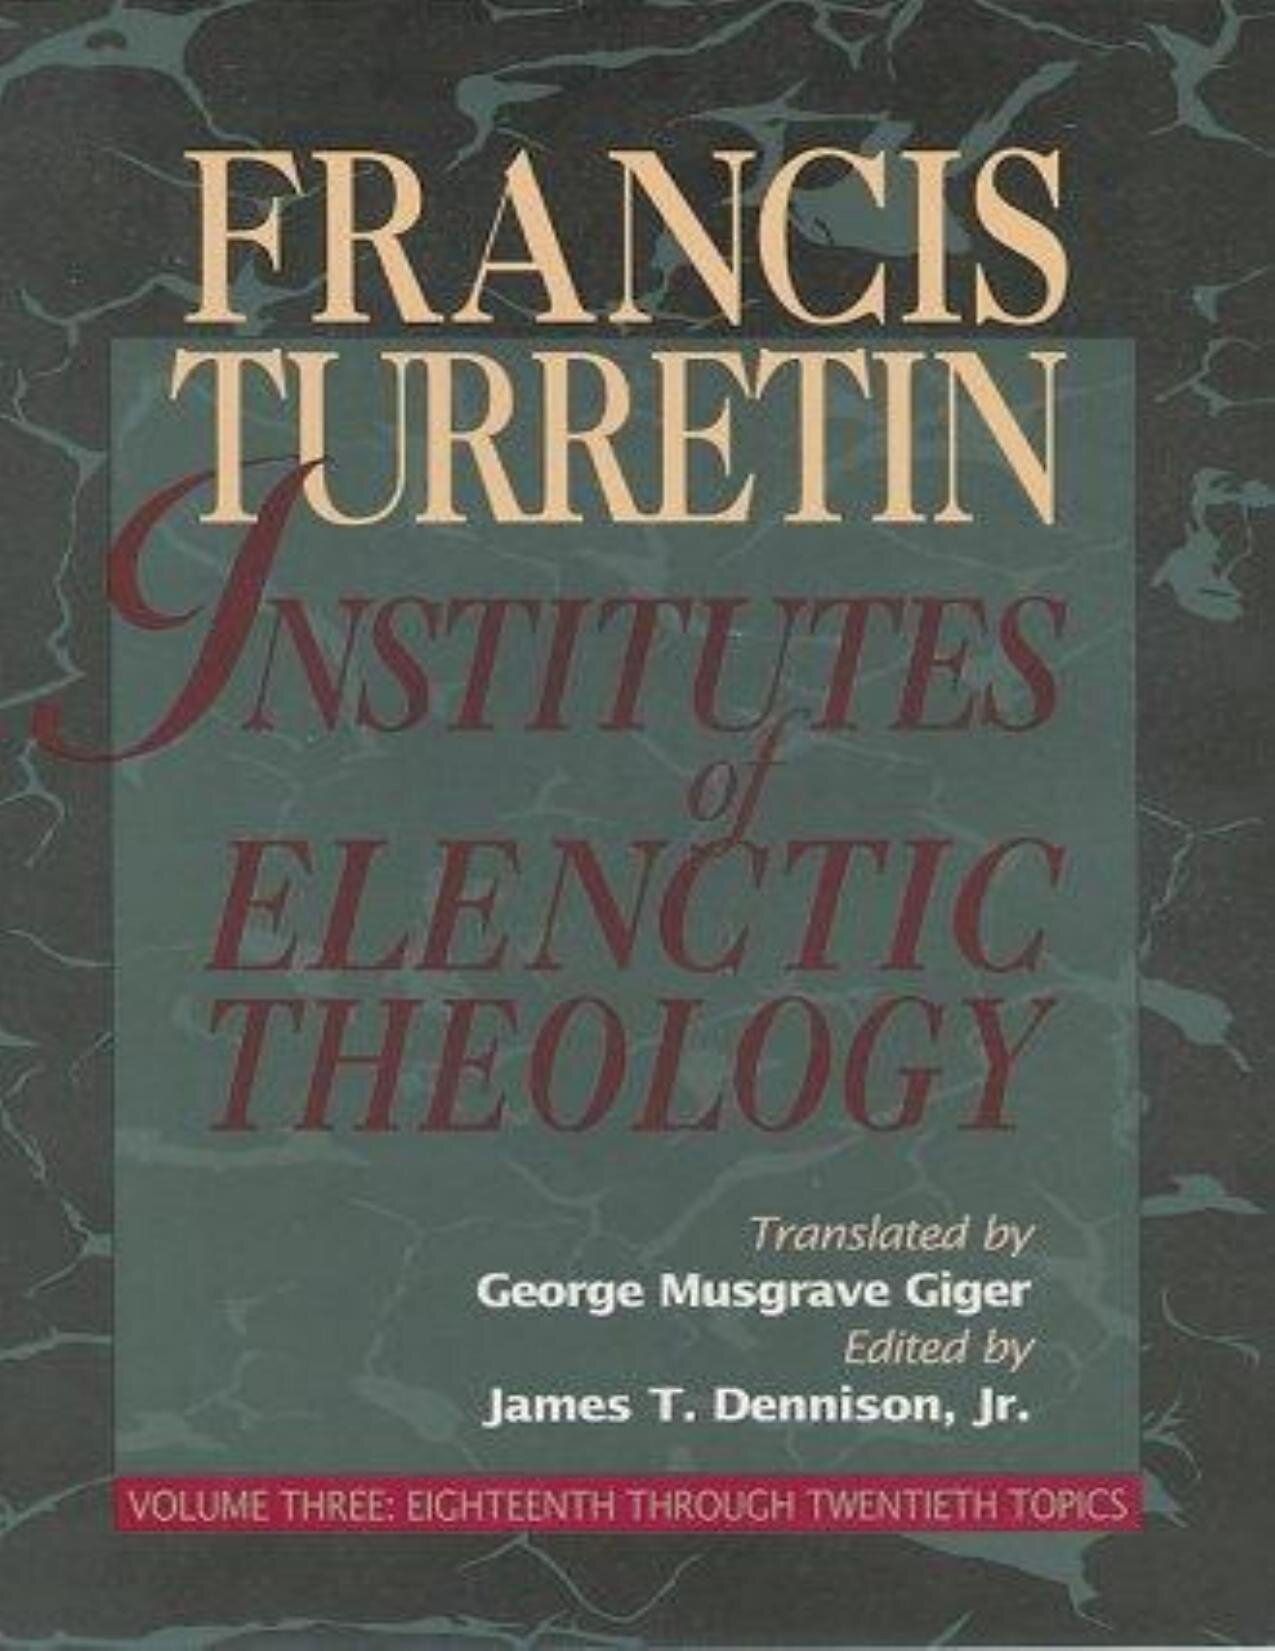 FRANCIS
TURRETIN
INSTITUTES
of
ELENCTIC
THEOLOGY
Translated by
George Musgrave Giger
Edited by
James T. Dennison, Jr.
VOLUME THREE: EIGHTEENTH THROUGH TWENTIETH TOPICS